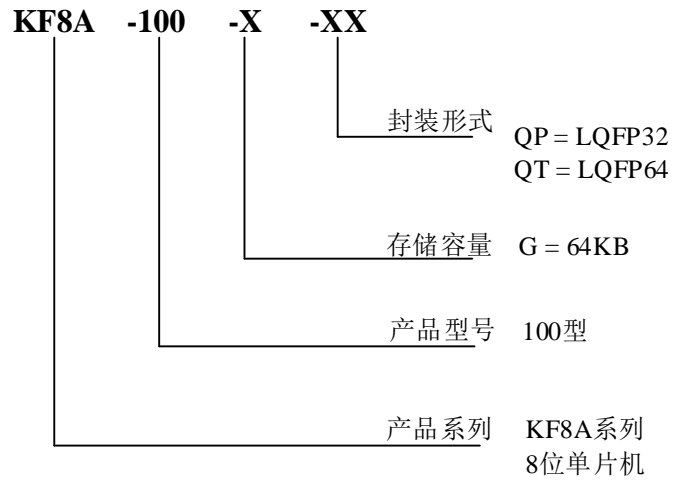 KF8A -100 -X -XX
封装形式
QP = LQFP32
QT = LQFP64
存储容量 G = 64KB
产品型号 100型
产品系列 KF8A系列
8位单片机